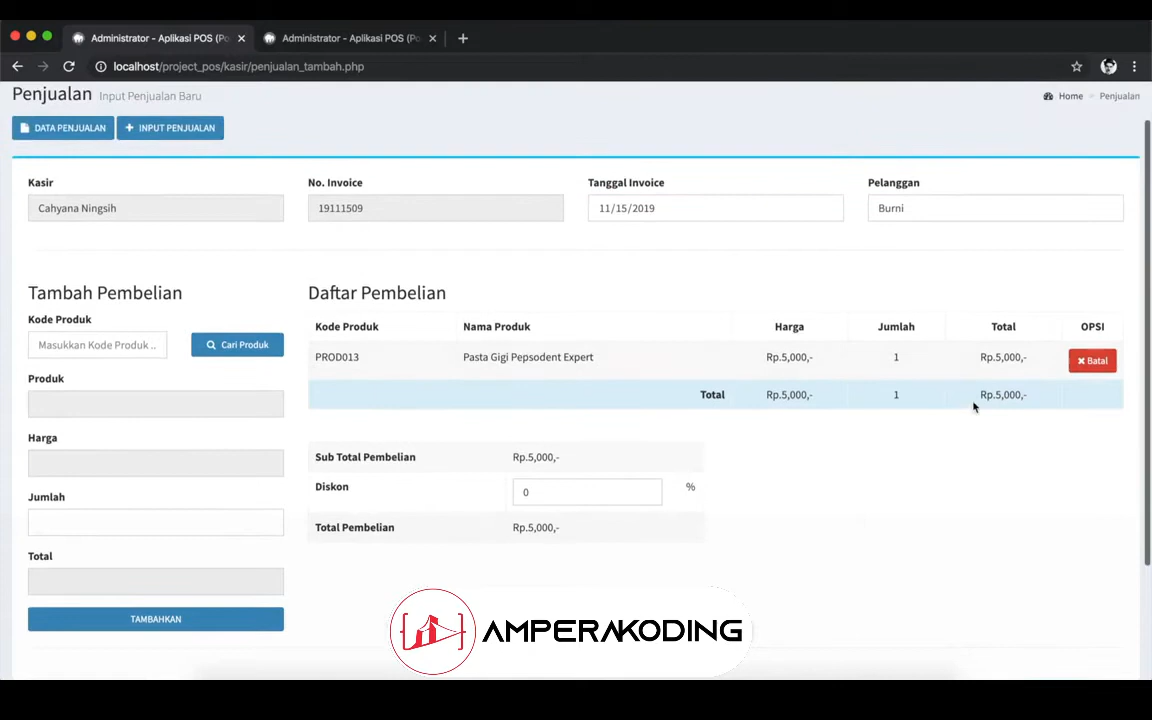 Administrator - Aplikasi POS (Po
Administrator - Aplikasi POS (Po
localhost/project_pos/kasir/penjualan_tambah.php
Penjualan Input Penjualan Baru
Home > Penjualan
DATA PENJUALAN
+ INPUT PENJUALAN
Kasir
No. Invoice
Tanggal Invoice
Pelanggan
Cahyana Ningsih
19111509
11/15/2019
Burni
Tambah Pembelian
Kode Produk
Masukkan Kode Produk ..
Cari Produk
Produk
Harga
Jumlah
Total
TAMBAHKAN
Daftar Pembelian
Kode Produk Nama Produk Harga Jumlah Total OPSI
PROD013 Pasta Gigi Pepsodent Expert Rp.5,000,- 1 Rp.5,000,- Batal
Total Rp.5,000,- 1 Rp.5,000,-
Sub Total Pembelian Rp.5,000,-
Diskon 0 %
Total Pembelian Rp.5,000,-
AMPERAKODING